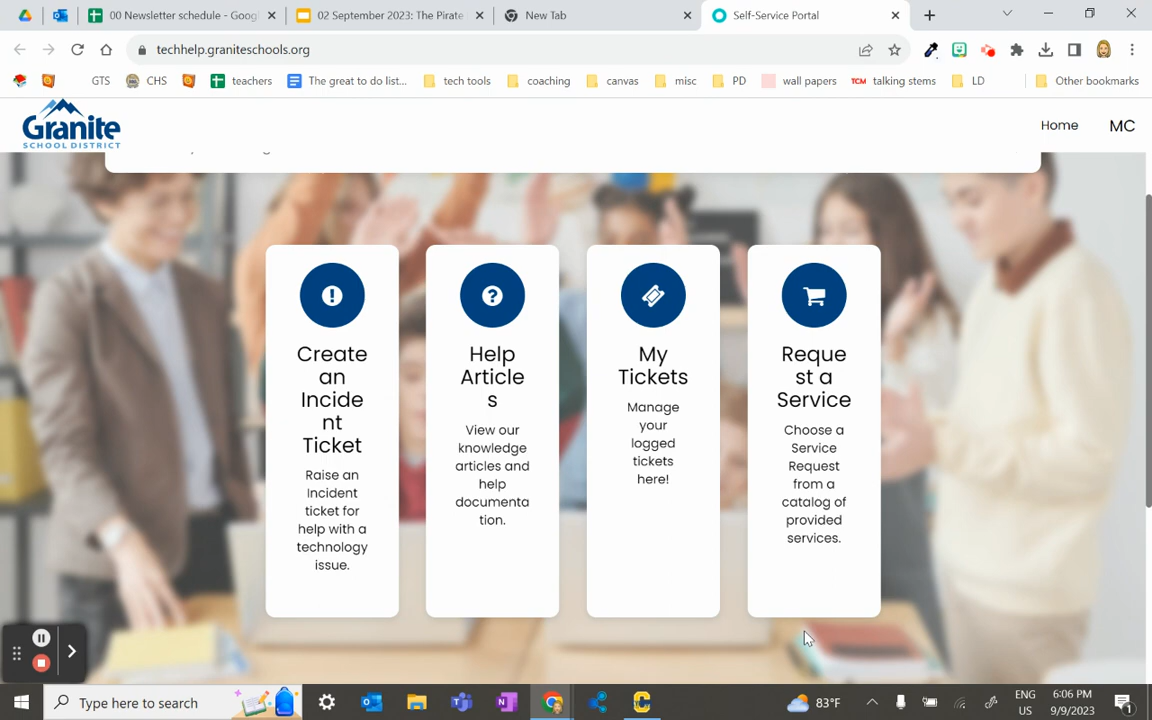 00 Newsletter schedule - Googl
02 September 2023: The Pirate
New Tab
Self-Service Portal
techhelp.graniteschools.org
GTS
CHS
teachers
The great to do list...
tech tools
coaching
canvas
misc
PD
wall papers
TCM talking stems
LD
Other bookmarks
Granite
SCHOOL DISTRICT
Home
MC
Create
an
Incide
nt
Ticket
Raise an
Incident
ticket for
help with a
technology
issue.
Help
Article
s
View our
knowledge
articles and
help
documenta
tion.
My
Tickets
Manage
your
logged
tickets
here!
Reque
st a
Service
Choose a
Service
Request
from a
catalog of
provided
services.
Type here to search
83°F
ENG
US
6:06 PM
9/9/2023
1